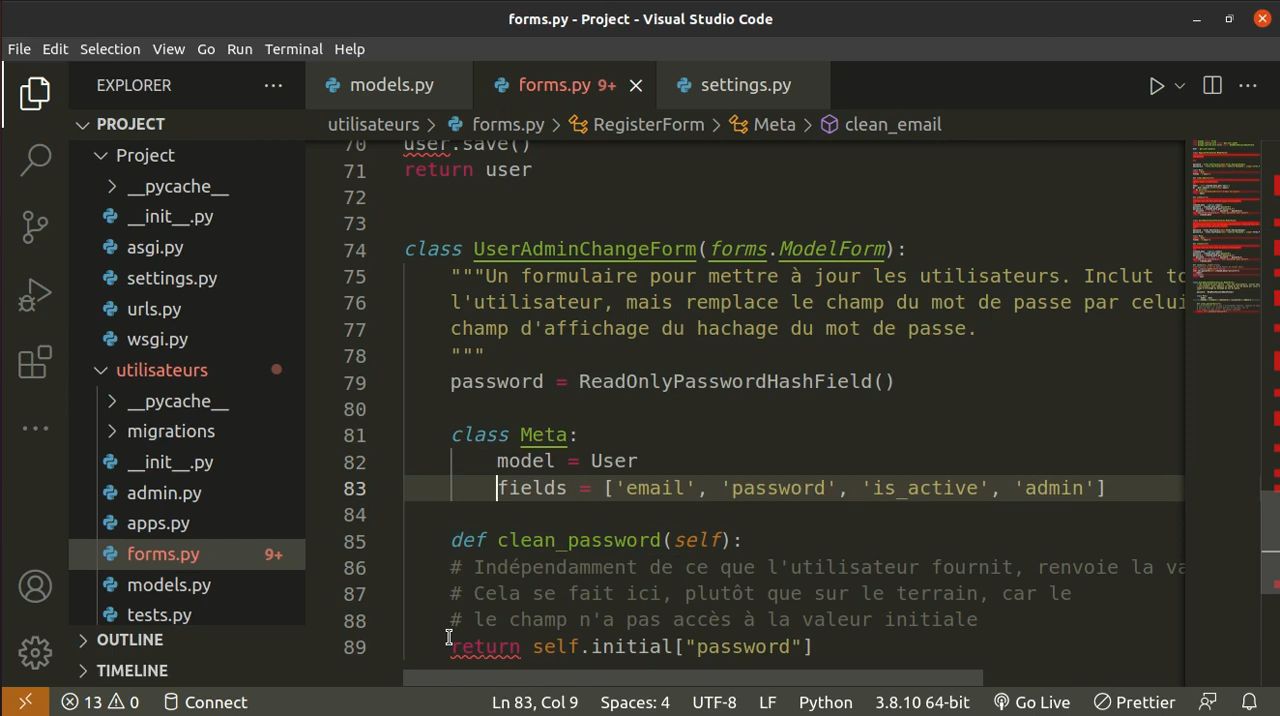 forms.py - Project - Visual Studio Code
File Edit Selection View Go Run Terminal Help
EXPLORER
models.py forms.py 9+ settings.py
PROJECT
utilisateurs > forms.py > RegisterForm > Meta > clean_email
Project
__pycache__
__init__.py
asgi.py
settings.py
urls.py
wsgi.py
utilisateurs
__pycache__
migrations
__init__.py
admin.py
apps.py
forms.py 9+
models.py
tests.py
OUTLINE
TIMELINE
70 user.save()
71 return user
72
73
74 class UserAdminChangeForm(forms.ModelForm):
75 """Un formulaire pour mettre à jour les utilisateurs. Inclut to
76 l'utilisateur, mais remplace le champ du mot de passe par celui
77 champ d'affichage du hachage du mot de passe.
78 """
79 password = ReadOnlyPasswordHashField()
80
81 class Meta:
82 model = User
83 fields = ['email', 'password', 'is_active', 'admin']
84
85 def clean_password(self):
86 # Indépendamment de ce que l'utilisateur fournit, renvoie la va
87 # Cela se fait ici, plutôt que sur le terrain, car le
88 # le champ n'a pas accès à la valeur initiale
89 return self.initial["password"]
13 0 Connect Ln 83, Col 9 Spaces: 4 UTF-8 LF Python 3.8.10 64-bit Go Live Prettier